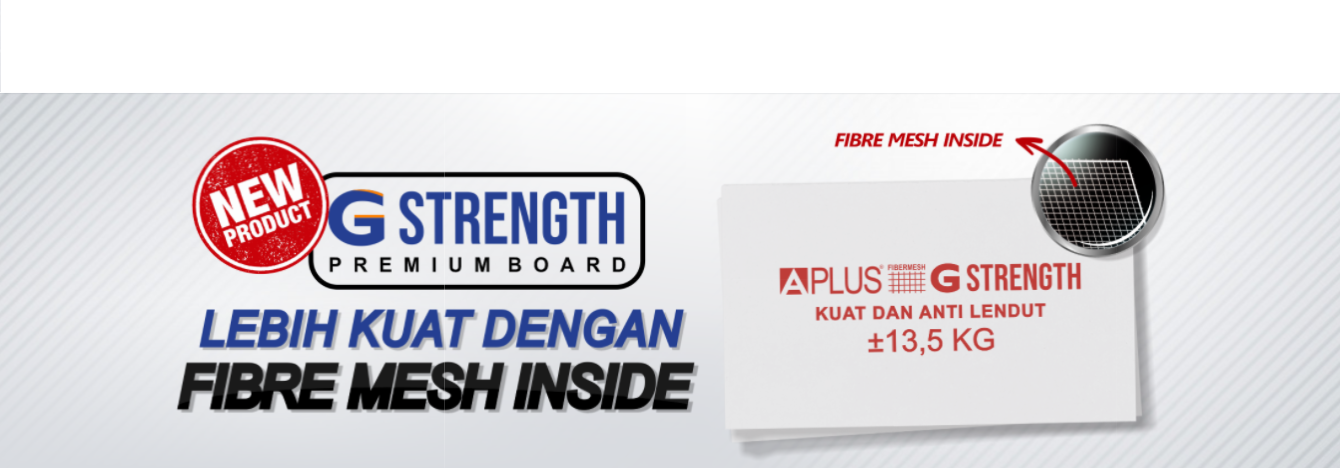 NEW
PRODUCT
G STRENGTH
PREMIUM BOARD
LEBIH KUAT DENGAN
FIBRE MESH INSIDE
FIBRE MESH INSIDE
APLUS® FIBERMESH G STRENGTH
KUAT DAN ANTI LENDUT
±13,5 KG